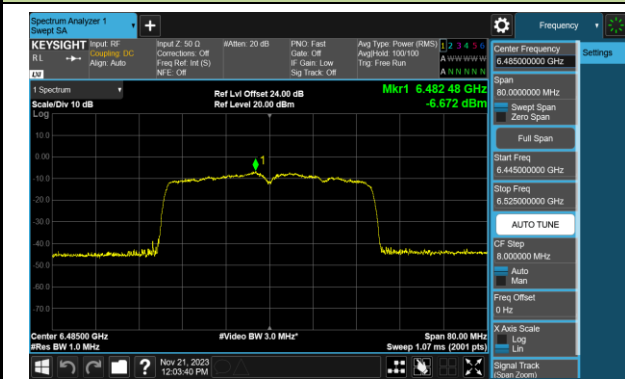 Spectrum Analyzer 1
Swept SA
+
Frequency
KEYSIGHT
RL
LNI
Input: RF
Coupling: DC
Align: Auto
Input Z: 50 Ω
Corrections: Off
Freq Ref: Int (S)
NFE: Off
#Atten: 20 dB
PNO: Fast
Gate: Off
IF Gain: Low
Sig Track: Off
Avg Type: Power (RMS)
Avg|Hold: 100/100
Trig: Free Run
1 2 3 4 5 6
A W W W W W
A N N N N N
1 Spectrum
Scale/Div 10 dB
Ref Lvl Offset 24.00 dB
Ref Level 20.00 dBm
Mkr1 6.482 48 GHz
-6.672 dBm
Log
10.0
0.00
-10.0
-20.0
-30.0
-40.0
-50.0
-60.0
-70.0
1
Center 6.48500 GHz
#Res BW 1.0 MHz
#Video BW 3.0 MHz*
Span 80.00 MHz
Sweep 1.07 ms (2001 pts)
Nov 21, 2023
12:03:40 PM
?
Center Frequency
6.485000000 GHz
Settings
Span
80.0000000 MHz
Swept Span
Zero Span
Full Span
Start Freq
6.445000000 GHz
Stop Freq
6.525000000 GHz
AUTO TUNE
CF Step
8.000000 MHz
Auto
Man
Freq Offset
0 Hz
X Axis Scale
Log
Lin
Signal Track
(Span Zoom)